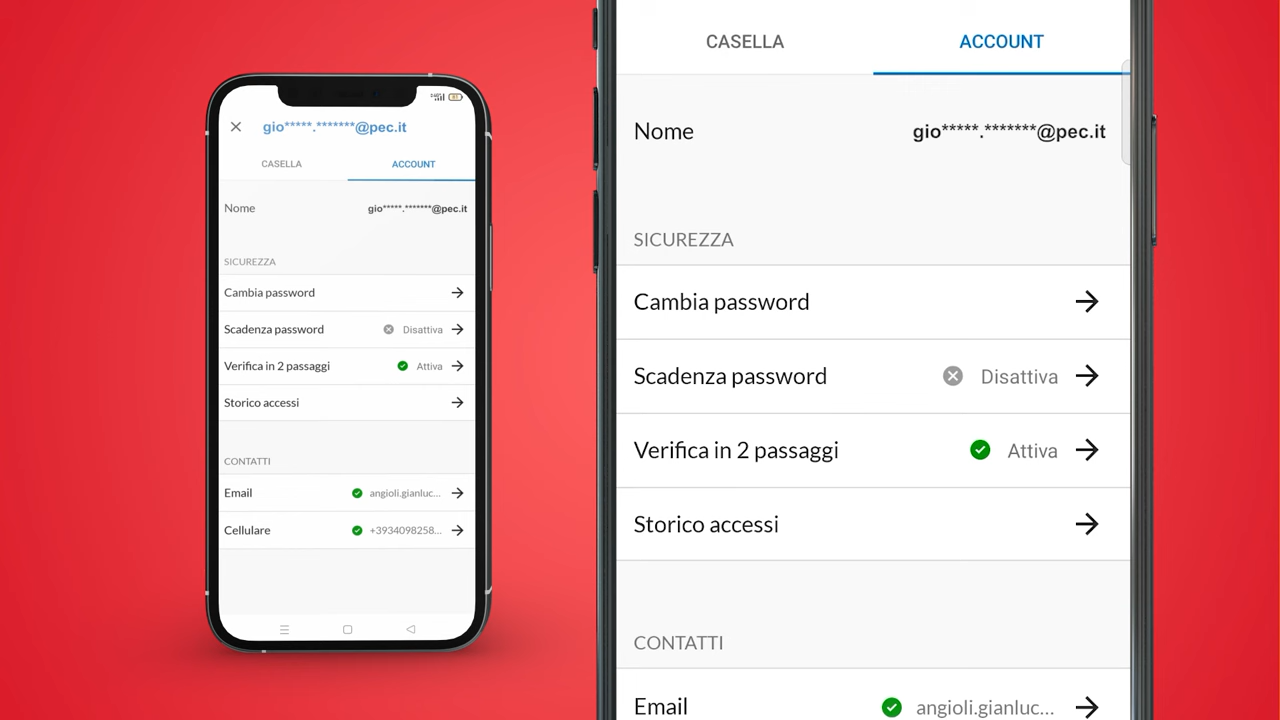 gio*****.*******@pec.it
CASELLA
ACCOUNT
Nome gio*****.*******@pec.it
SICUREZZA
Cambia password
Scadenza password Disattiva
Verifica in 2 passaggi Attiva
Storico accessi
CONTATTI
Email angioli.gianluc...
Cellulare +3934098258...
CASELLA
ACCOUNT
Nome gio*****.*******@pec.it
SICUREZZA
Cambia password
Scadenza password Disattiva
Verifica in 2 passaggi Attiva
Storico accessi
CONTATTI
Email angioli.gianluc...